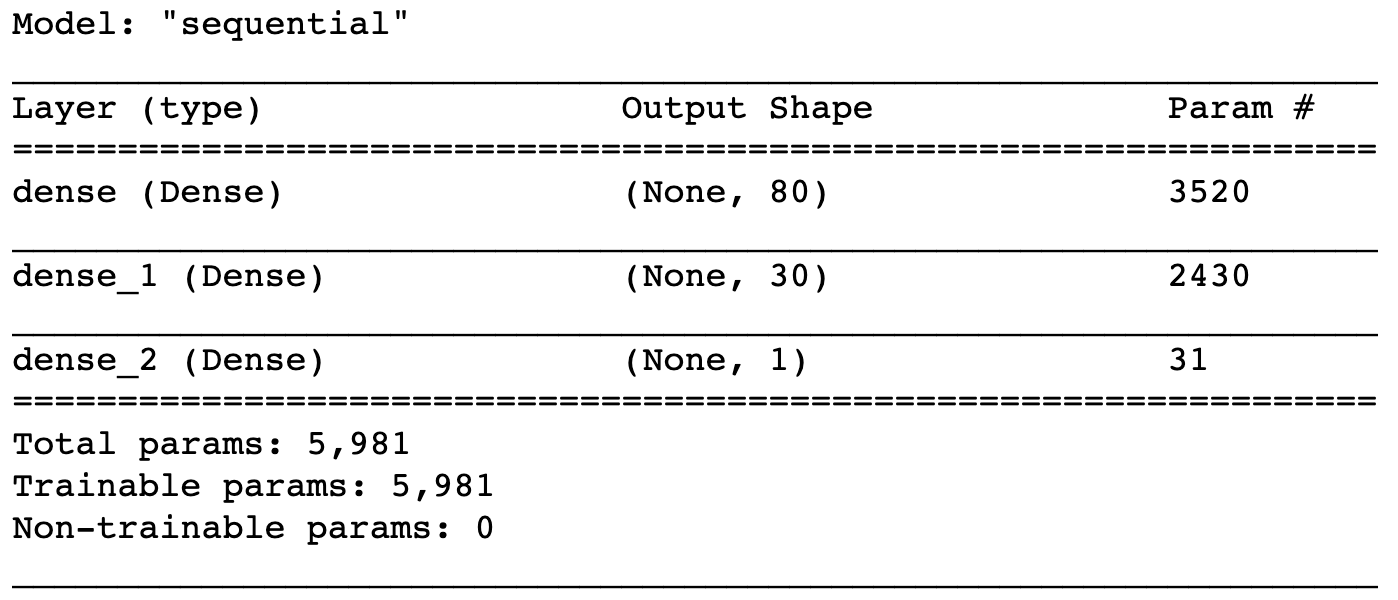 Model: "sequential"
Layer (type) Output Shape Param #
=================================================================
dense (Dense) (None, 80) 3520
dense_1 (Dense) (None, 30) 2430
dense_2 (Dense) (None, 1) 31
=================================================================
Total params: 5,981
Trainable params: 5,981
Non-trainable params: 0